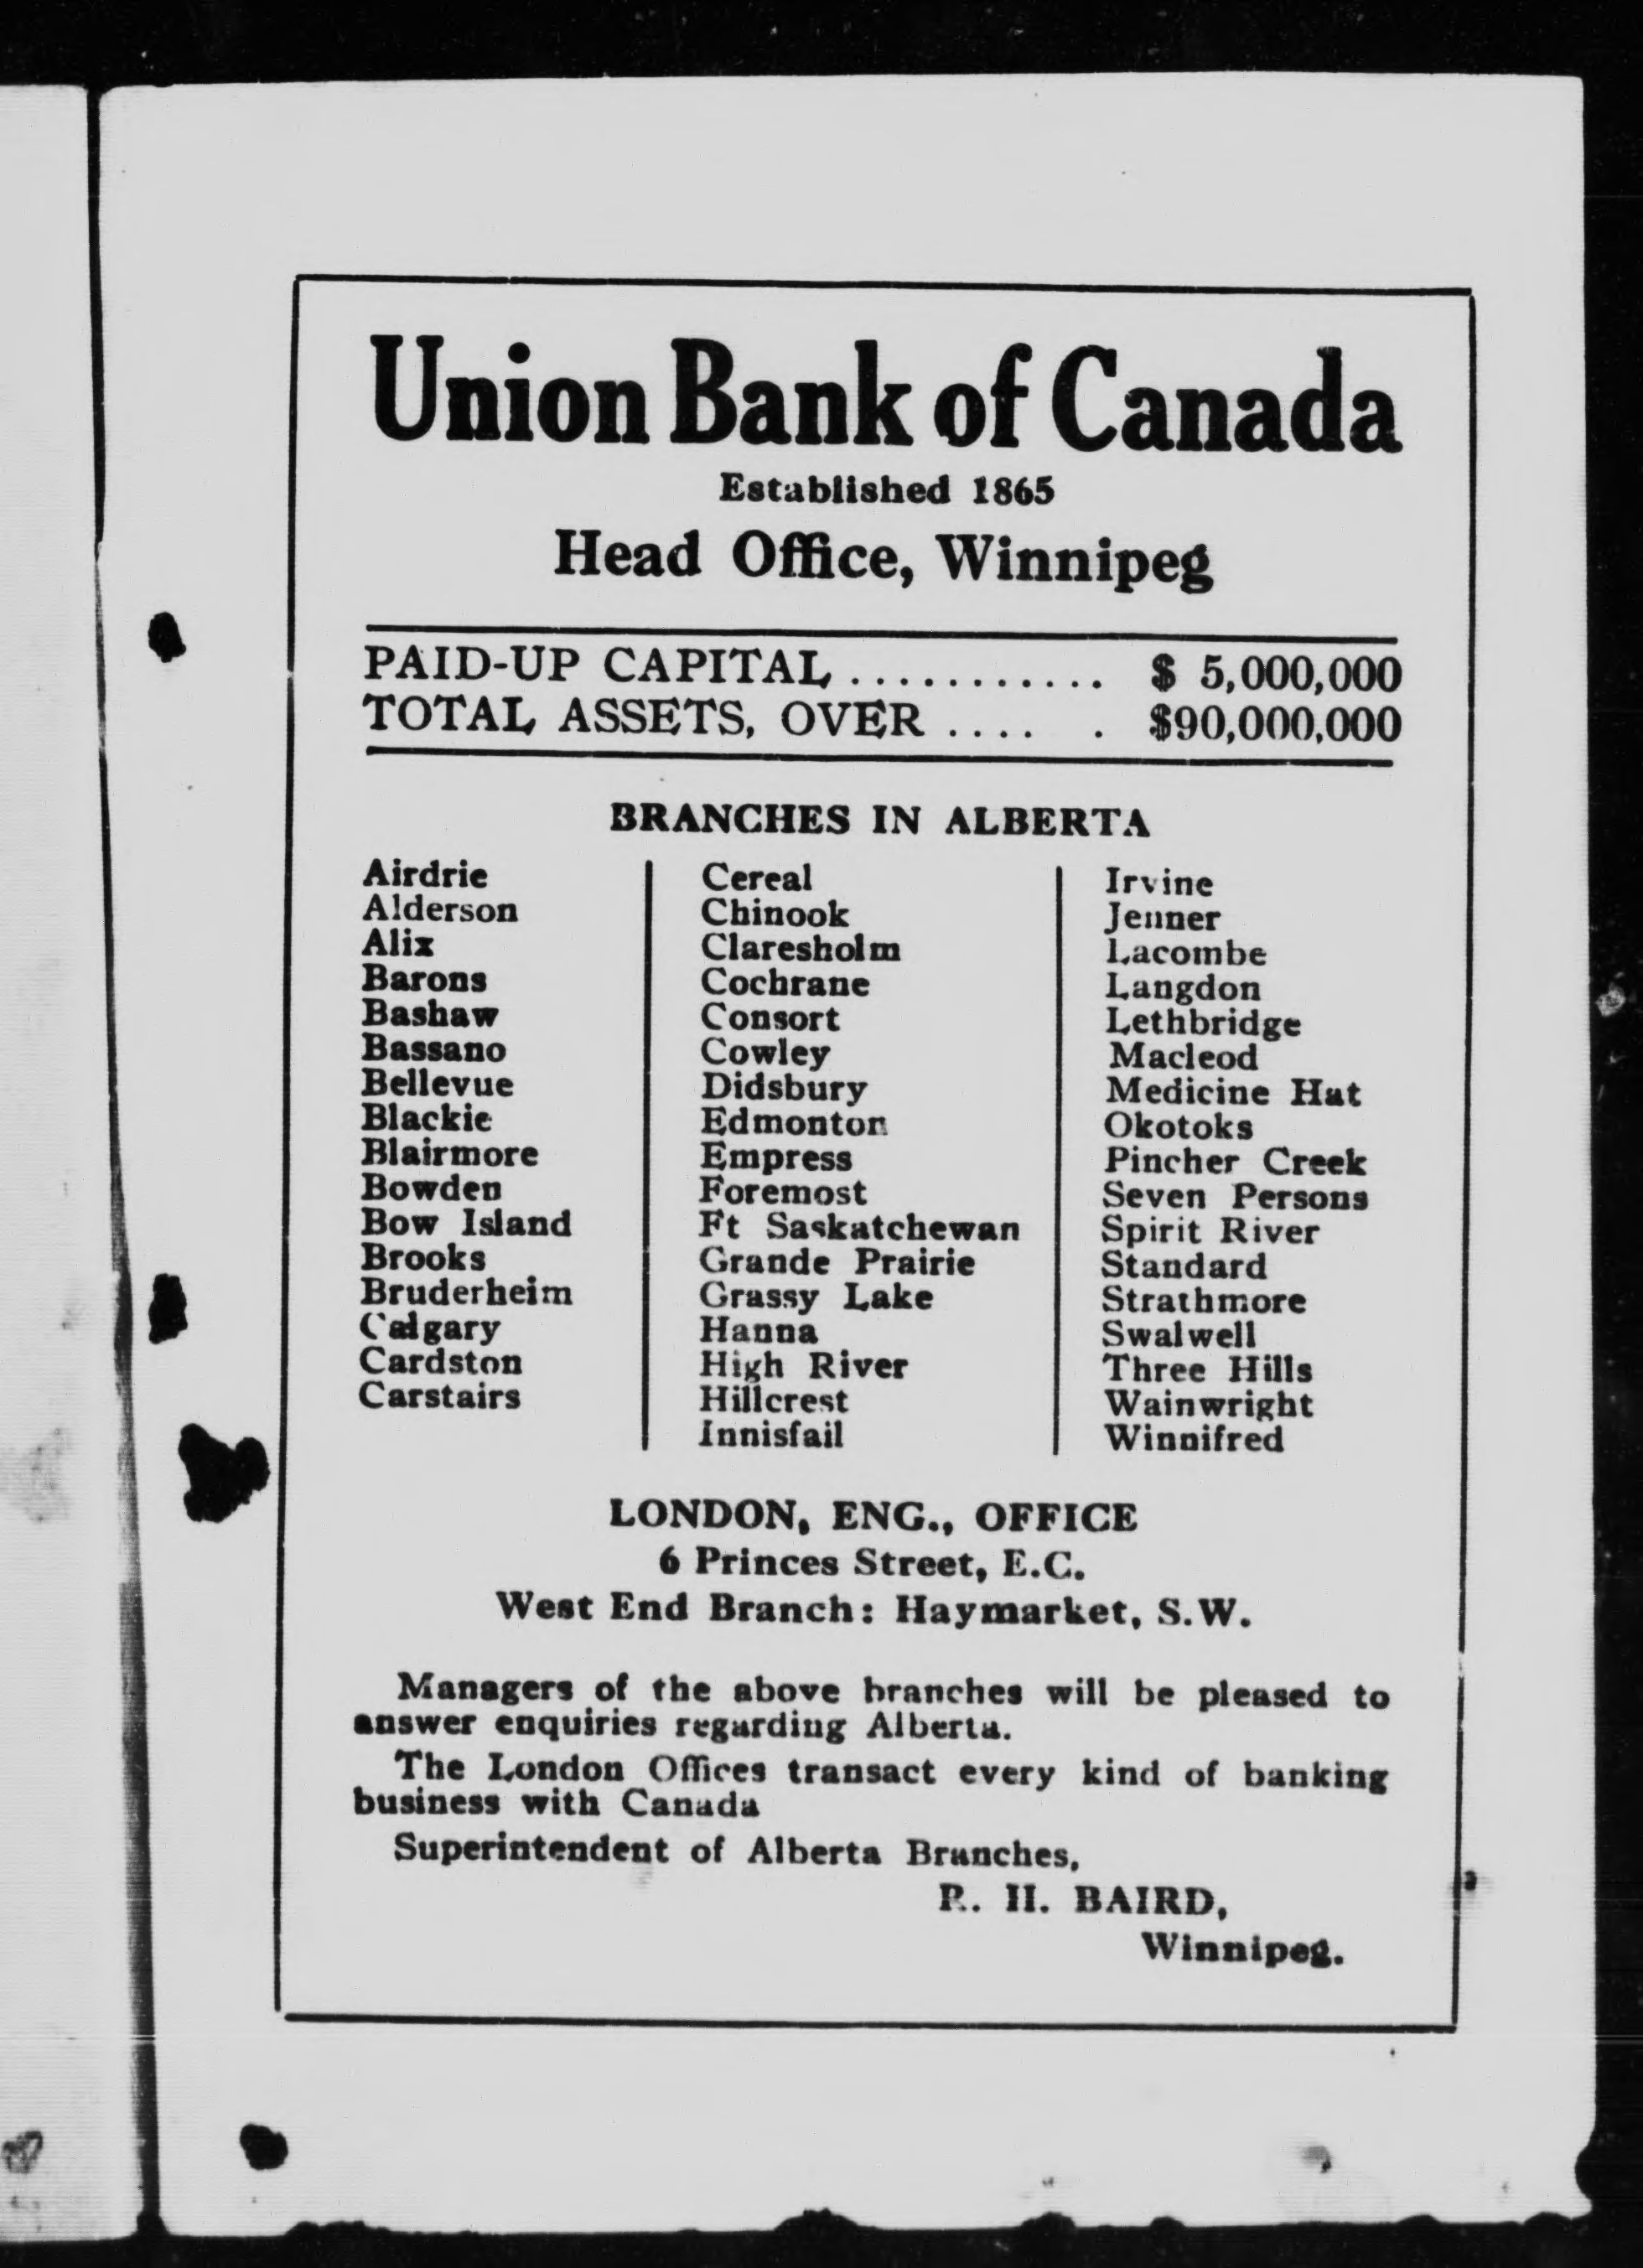 Union Bank of Canada
Established 1865
Head Office, Winnipeg
PAID-UP CAPITAL ........... $ 5,000,000
TOTAL ASSETS, OVER .... . $90,000,000
BRANCHES IN ALBERTA
Airdrie
Alderson
Alix
Barons
Bashaw
Bassano
Bellevue
Blackie
Blairmore
Bowden
Bow Island
Brooks
Bruderheim
Calgary
Cardston
Carstairs
Cereal
Chinook
Claresholm
Cochrane
Consort
Cowley
Didsbury
Edmonton
Empress
Foremost
Ft Saskatchewan
Grande Prairie
Grassy Lake
Hanna
High River
Hillcrest
Innisfail
Irvine
Jenner
Lacombe
Langdon
Lethbridge
Macleod
Medicine Hat
Okotoks
Pincher Creek
Seven Persons
Spirit River
Standard
Strathmore
Swalwell
Three Hills
Wainwright
Winnifred
LONDON, ENG., OFFICE
6 Princes Street, E.C.
West End Branch: Haymarket, S.W.
Managers of the above branches will be pleased to
answer enquiries regarding Alberta.
The London Offices transact every kind of banking
business with Canada
Superintendent of Alberta Branches,
R. H. BAIRD,
Winnipeg.